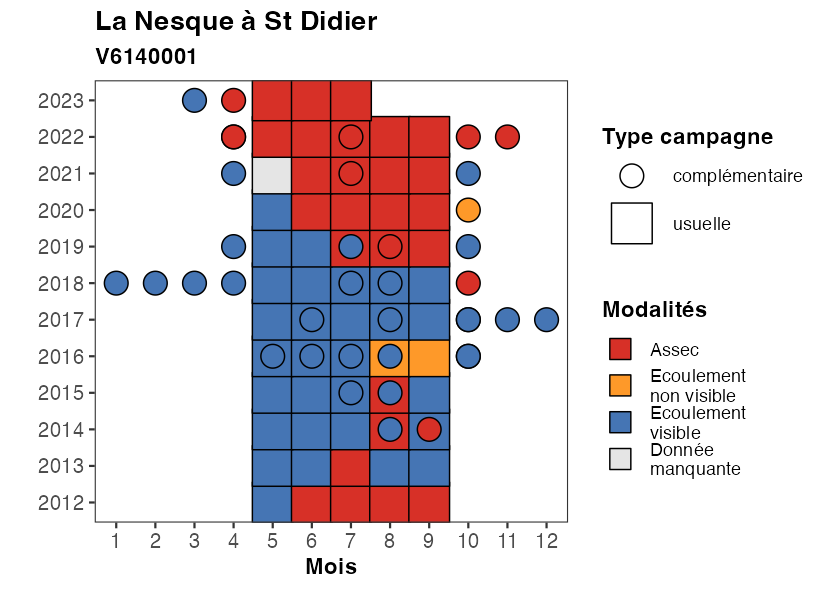 La Nesque à St Didier
V6140001
2023
2022
2021
2020
2019
2018
2017
2016
2015
2014
2013
2012
1 2 3 4 5 6 7 8 9 10 11 12
Mois
Type campagne
complémentaire
usuelle
Modalités
Assec
Ecoulement
non visible
Ecoulement
visible
Donnée
manquante